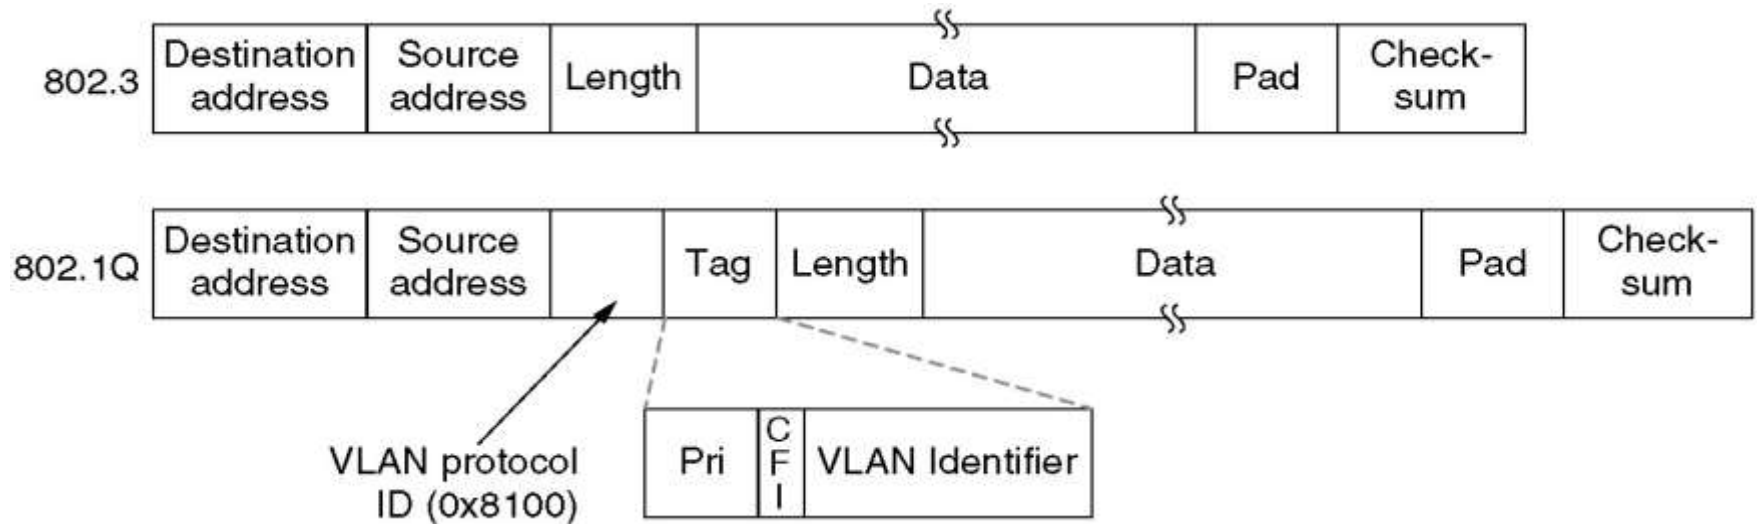 802.3
Destination
address
Source
address
Length
Data
Pad
Check-
sum
802.1Q
Destination
address
Source
address
Tag
Length
Data
Pad
Check-
sum
VLAN protocol
ID (0x8100)
Pri
C
F
I
VLAN Identifier